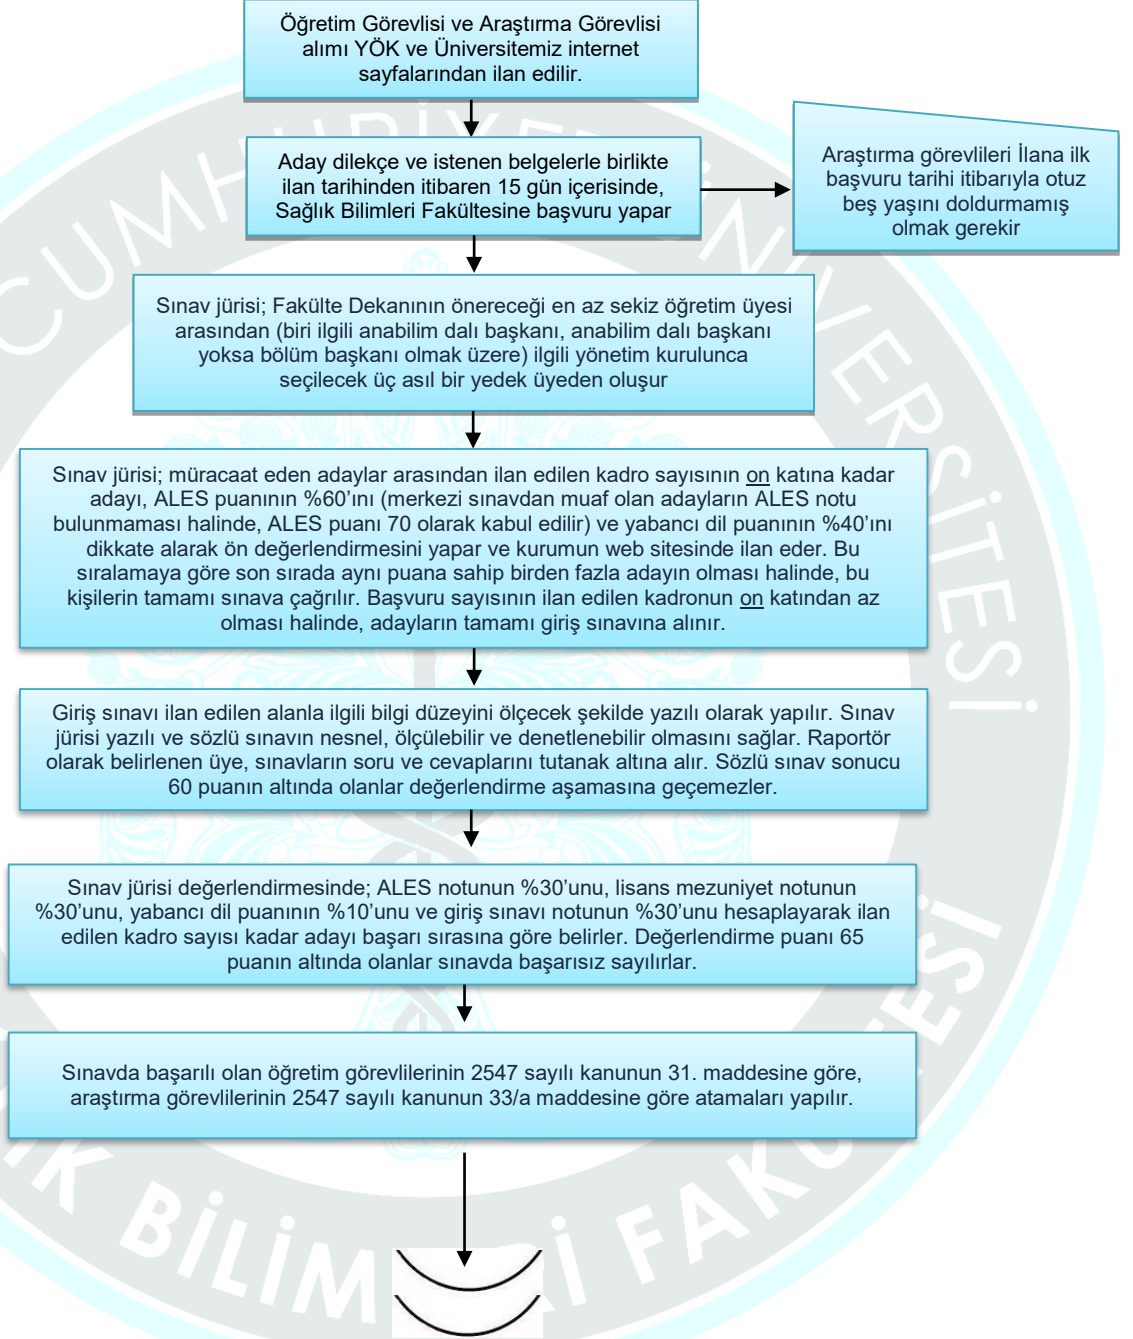 Öğretim Görevlisi ve Araştırma Görevlisi
alımı YÖK ve Üniversitemiz internet
sayfalarından ilan edilir.
Aday dilekçe ve istenen belgelerle birlikte
ilan tarihinden itibaren 15 gün içerisinde,
Sağlık Bilimleri Fakültesine başvuru yapar
Araştırma görevlileri İlana ilk
başvuru tarihi itibarıyla otuz
beş yaşını doldurmamış
olmak gerekir
Sınav jürisi; Fakülte Dekanının önereceği en az sekiz öğretim üyesi
arasından (biri ilgili anabilim dalı başkanı, anabilim dalı başkanı
yoksa bölüm başkanı olmak üzere) ilgili yönetim kurulunca
seçilecek üç asıl bir yedek üyeden oluşur
Sınav jürisi; müracaat eden adaylar arasından ilan edilen kadro sayısının on katına kadar
adayı, ALES puanının %60’ını (merkezi sınavdan muaf olan adayların ALES notu
bulunmaması halinde, ALES puanı 70 olarak kabul edilir) ve yabancı dil puanının %40’ını
dikkate alarak ön değerlendirmesini yapar ve kurumun web sitesinde ilan eder. Bu
sıralamaya göre son sırada aynı puana sahip birden fazla adayın olması halinde, bu
kişilerin tamamı sınava çağrılır. Başvuru sayısının ilan edilen kadronun on katından az
olması halinde, adayların tamamı giriş sınavına alınır.
Giriş sınavı ilan edilen alanla ilgili bilgi düzeyini ölçecek şekilde yazılı olarak yapılır. Sınav
jürisi yazılı ve sözlü sınavın nesnel, ölçülebilir ve denetlenebilir olmasını sağlar. Raportör
olarak belirlenen üye, sınavların soru ve cevaplarını tutanak altına alır. Sözlü sınav sonucu
60 puanın altında olanlar değerlendirme aşamasına geçemezler.
Sınav jürisi değerlendirmesinde; ALES notunun %30’unu, lisans mezuniyet notunun
%30’unu, yabancı dil puanının %10’unu ve giriş sınavı notunun %30’unu hesaplayarak ilan
edilen kadro sayısı kadar adayı başarı sırasına göre belirler. Değerlendirme puanı 65
puanın altında olanlar sınavda başarısız sayılırlar.
Sınavda başarılı olan öğretim görevlilerinin 2547 sayılı kanunun 31. maddesine göre,
araştırma görevlilerinin 2547 sayılı kanunun 33/a maddesine göre atamaları yapılır.